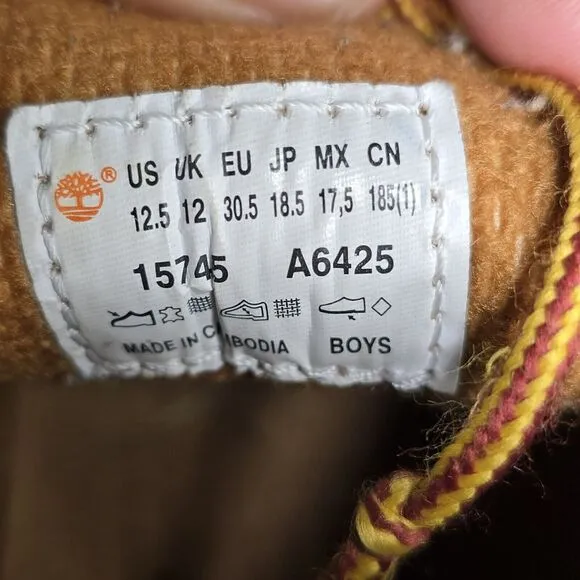 ® US UK EU JP MX CN
12.5 12 30.5 18.5 17,5 185(1)
15745 A6425
MADE IN CAMBODIA BOYS